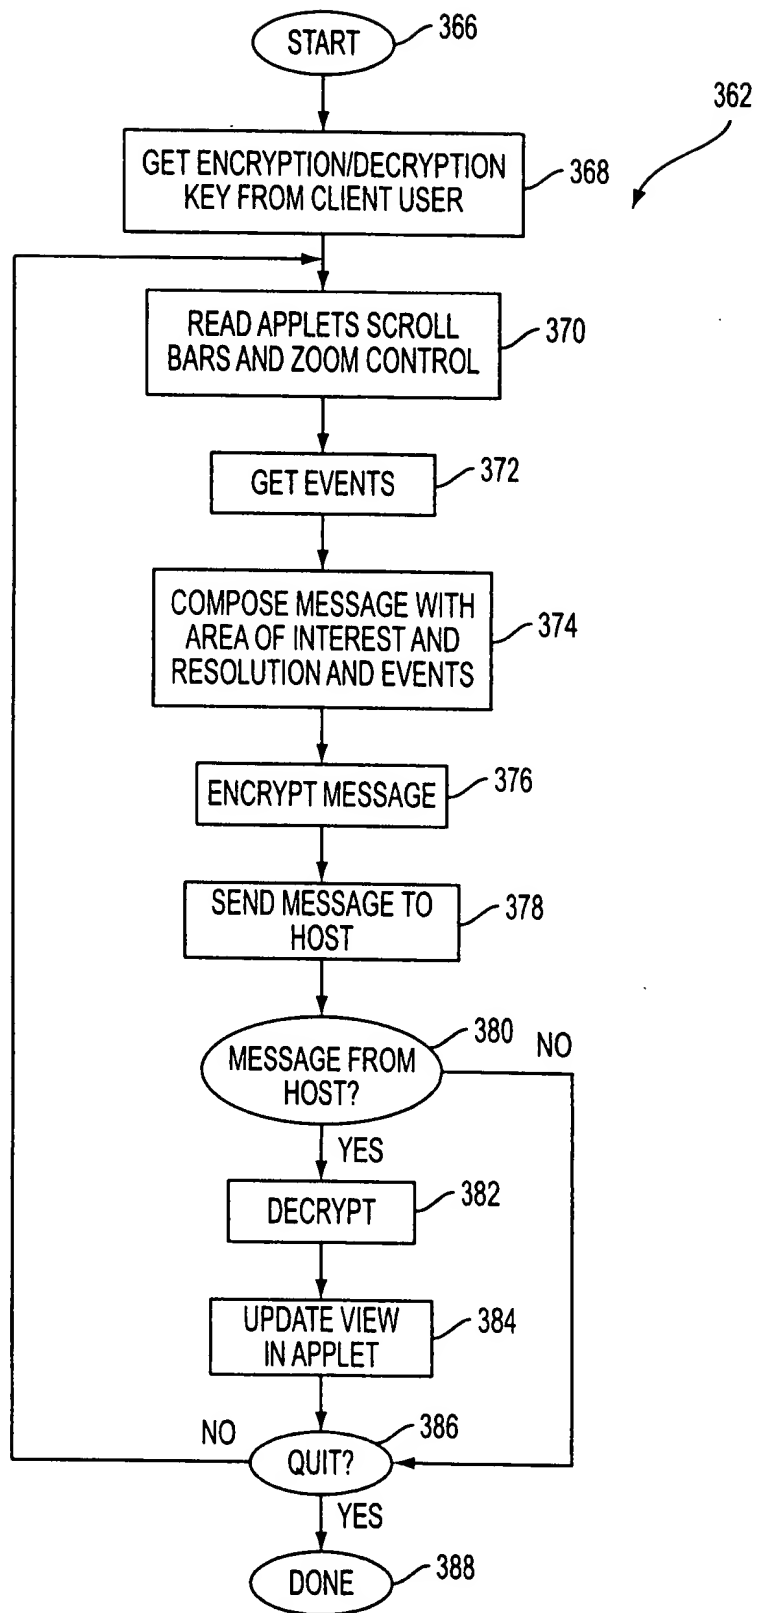 START
366
362
GET ENCRYPTION/DECRYPTION
KEY FROM CLIENT USER
368
READ APPLETS SCROLL
BARS AND ZOOM CONTROL
370
GET EVENTS
372
COMPOSE MESSAGE WITH
AREA OF INTEREST AND
RESOLUTION AND EVENTS
374
ENCRYPT MESSAGE
376
SEND MESSAGE TO
HOST
378
MESSAGE FROM
HOST?
380
NO
YES
DECRYPT
382
UPDATE VIEW
IN APPLET
384
NO
QUIT?
386
YES
DONE
388